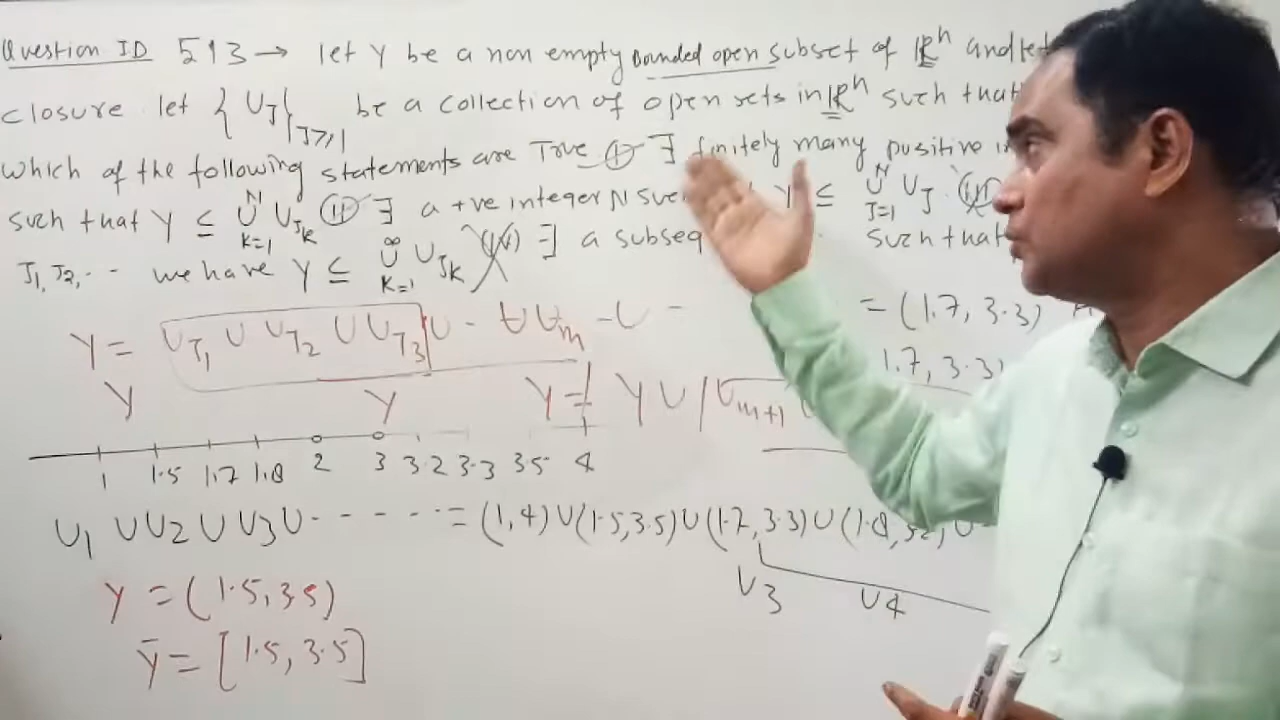 Question ID 513 → let Y be a non empty bounded open subset of ℝⁿ and let
closure let {U_J}_{J≥1} be a collection of open sets in ℝⁿ such that
which of the following statements are True (I) ∃ finitely many positive
such that Y ⊆ ∪_{k=1}^{N} U_{J_k} (II) ∃ a +ve integer N Y ⊆ ∪_{J=1}^{N} U_J (III)
J₁, J₂, .. we have Y ⊆ ∪_{k=1}^{∞} U_{J_k} (IV) ∃ a such that
= (1.7, 3.3)
Y = U_{J₁} ∪ U_{J₂} ∪ U_{J₃} ∪ - U_m - ∪ -
1.7, 3.3)
Y Y Y = Y ∪ U_{m+1}
1 1.5 1.7 1.8 2 3 3.2 3.3 3.5 4
U₁ ∪ U₂ ∪ U₃ ∪ - - - - - - = (1, 4) ∪ (1.5, 3.5) ∪ (1.7, 3.3) ∪ (1.8, 3.2) ∪
U₃ U₄
Y = (1.5, 3.5)
Ȳ = [1.5, 3.5]